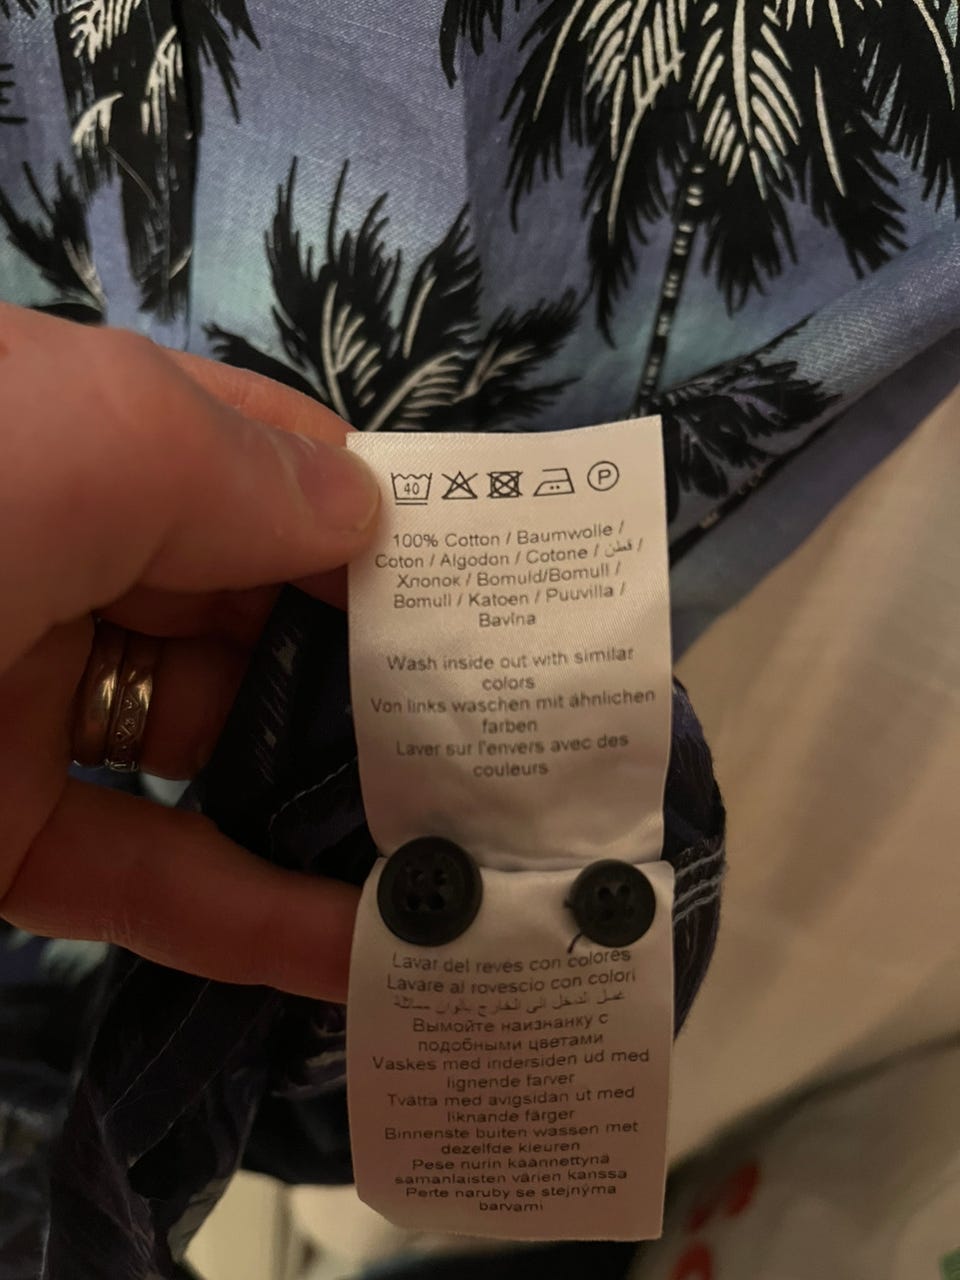 40 P
100% Cotton / Baumwolle /
Coton / Algodon / Cotone / قطن /
Хлопок / Bomuld/Bomull /
Bomull / Katoen / Puuvilla /
Bavlna
Wash inside out with similar
colors
Von links waschen mit ähnlichen
farben
Laver sur l'envers avec des
couleurs
Lavar del reves con colores
Lavare al rovescio con colori
غسل الدخل الى الخارج بألوان
Вымойте наизнанку с
подобными цветами
Vaskes med indersiden ud med
lignende farver
Tvätta med avigsidan ut med
liknande färger
Binnenste buiten wassen met
dezelfde kleuren
Pese nurin käännettynä
samanlaisten värien kanssa
Perte naruby se stejnýma
barvami